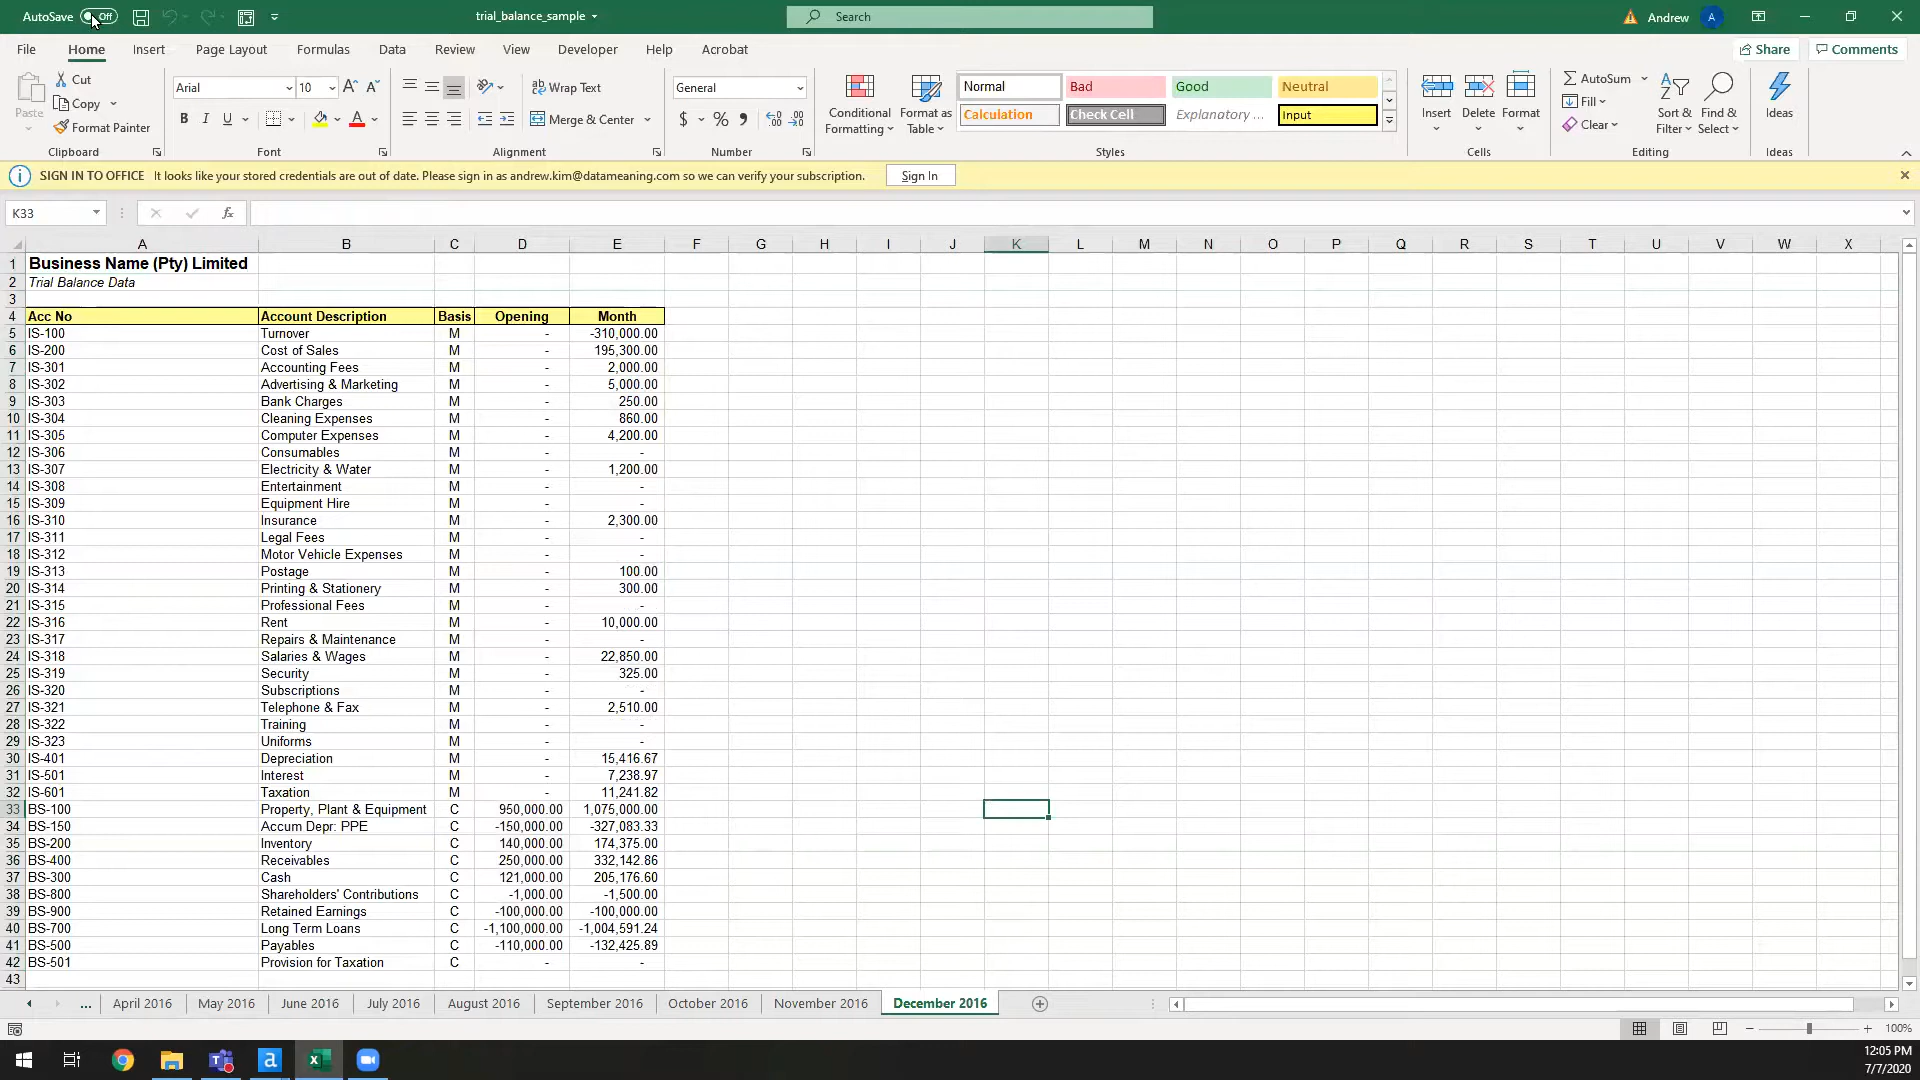 AutoSave Off trial_balance_sample Search Andrew A
File Home Insert Page Layout Formulas Data Review View Developer Help Acrobat Share Comments
Paste Cut Copy Format Painter Clipboard
Arial 10 B I U A Font
Wrap Text Merge & Center Alignment
General $ % Number
Conditional Formatting Format as Table
Normal Bad Good Neutral
Calculation Check Cell Explanatory ... Input
Styles
Insert Delete Format Cells
AutoSum Fill Clear Sort & Filter Find & Select Editing
Ideas Ideas
SIGN IN TO OFFICE It looks like your stored credentials are out of date. Please sign in as andrew.kim@datameaning.com so we can verify your subscription. Sign In
K33 fx
A B C D E F G H I J K L M N O P Q R S T U V W X
1 Business Name (Pty) Limited
2 Trial Balance Data
3
4 Acc No Account Description Basis Opening Month
5 IS-100 Turnover M - -310,000.00
6 IS-200 Cost of Sales M - 195,300.00
7 IS-301 Accounting Fees M - 2,000.00
8 IS-302 Advertising & Marketing M - 5,000.00
9 IS-303 Bank Charges M - 250.00
10 IS-304 Cleaning Expenses M - 860.00
11 IS-305 Computer Expenses M - 4,200.00
12 IS-306 Consumables M - -
13 IS-307 Electricity & Water M - 1,200.00
14 IS-308 Entertainment M - -
15 IS-309 Equipment Hire M - -
16 IS-310 Insurance M - 2,300.00
17 IS-311 Legal Fees M - -
18 IS-312 Motor Vehicle Expenses M - -
19 IS-313 Postage M - 100.00
20 IS-314 Printing & Stationery M - 300.00
21 IS-315 Professional Fees M - -
22 IS-316 Rent M - 10,000.00
23 IS-317 Repairs & Maintenance M - -
24 IS-318 Salaries & Wages M - 22,850.00
25 IS-319 Security M - 325.00
26 IS-320 Subscriptions M - -
27 IS-321 Telephone & Fax M - 2,510.00
28 IS-322 Training M - -
29 IS-323 Uniforms M - -
30 IS-401 Depreciation M - 15,416.67
31 IS-501 Interest M - 7,238.97
32 IS-601 Taxation M - 11,241.82
33 BS-100 Property, Plant & Equipment C 950,000.00 1,075,000.00
34 BS-150 Accum Depr: PPE C -150,000.00 -327,083.33
35 BS-200 Inventory C 140,000.00 174,375.00
36 BS-400 Receivables C 250,000.00 332,142.86
37 BS-300 Cash C 121,000.00 205,176.60
38 BS-800 Shareholders' Contributions C -1,000.00 -1,500.00
39 BS-900 Retained Earnings C -100,000.00 -100,000.00
40 BS-700 Long Term Loans C -1,100,000.00 -1,004,591.24
41 BS-500 Payables C -110,000.00 -132,425.89
42 BS-501 Provision for Taxation C - -
43
... April 2016 May 2016 June 2016 July 2016 August 2016 September 2016 October 2016 November 2016 December 2016
100%
12:05 PM
7/7/2020